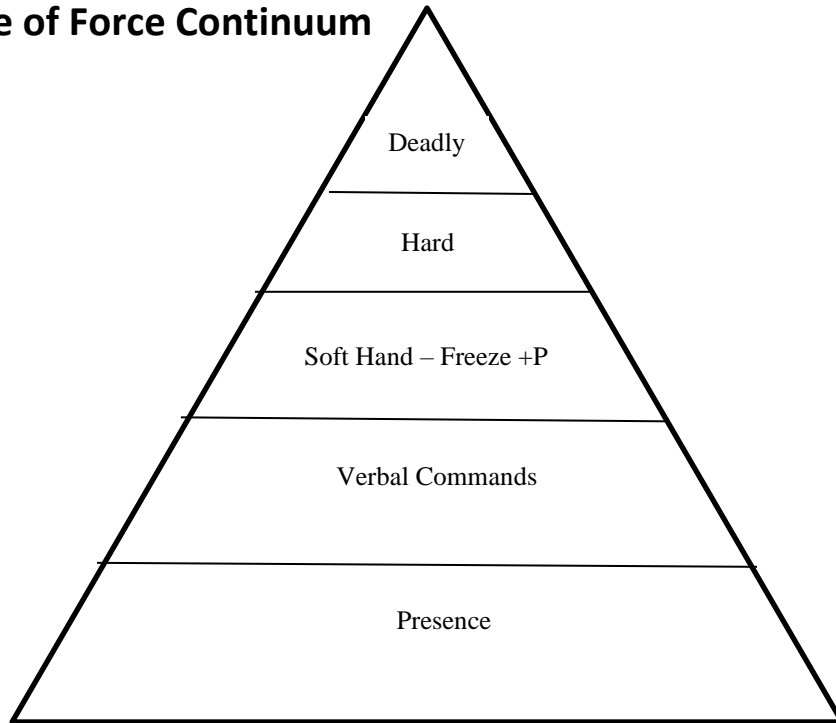 e of Force Continuum
Deadly
Hard
Soft Hand – Freeze +P
Verbal Commands
Presence